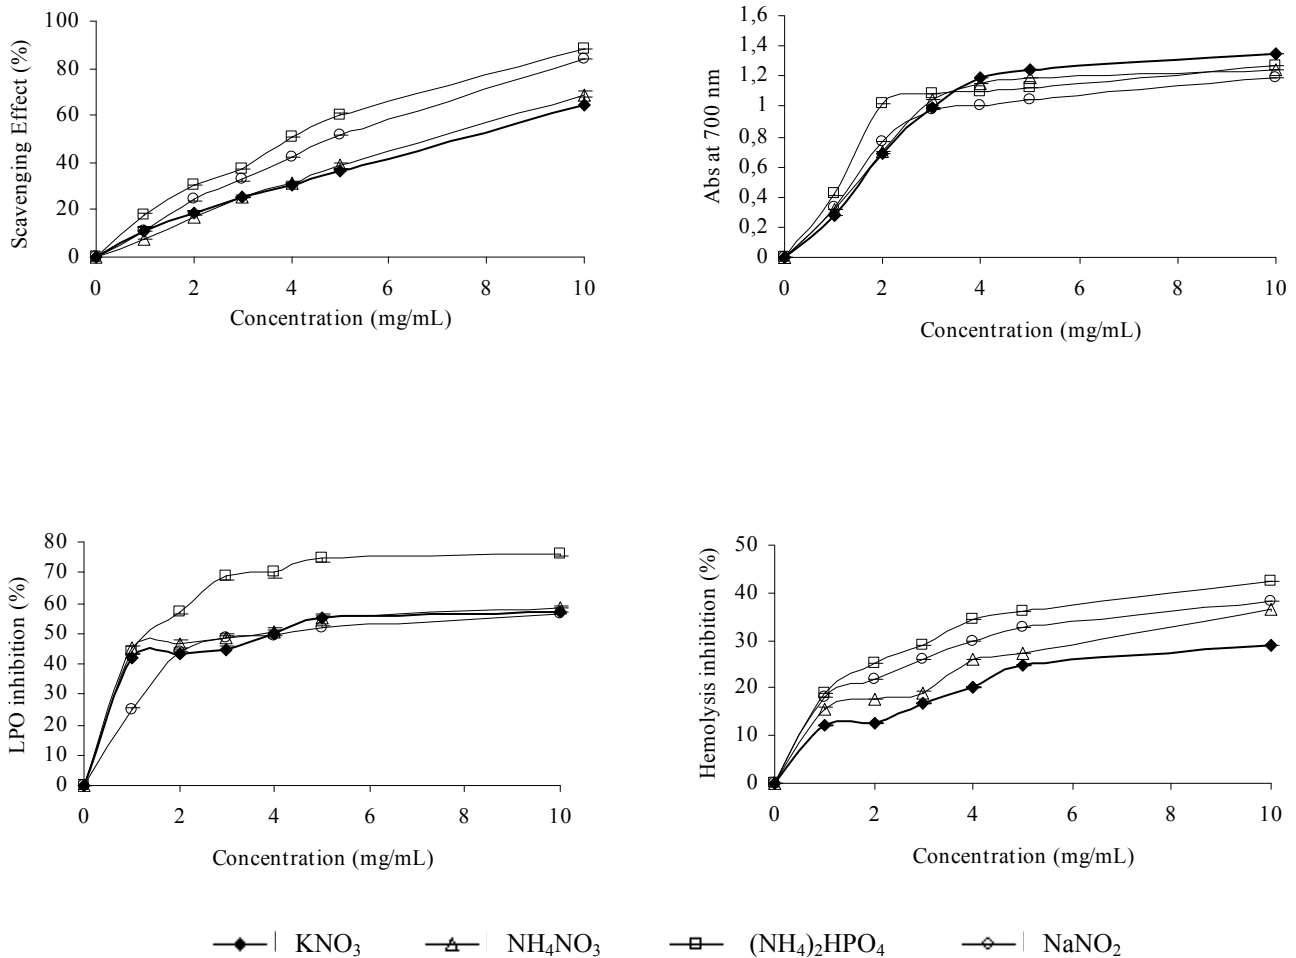 Scavenging Effect (%)
100
80
60
40
20
0
0 2 4 6 8 10
Concentration (mg/mL)
Abs at 700 nm
1,6
1,4
1,2
1
0,8
0,6
0,4
0,2
0
0 2 4 6 8 10
Concentration (mg/mL)
LPO inhibition (%)
80
70
60
50
40
30
20
10
0
0 2 4 6 8 10
Concentration (mg/mL)
Hemolysis inhibition (%)
50
40
30
20
10
0
0 2 4 6 8 10
Concentration (mg/mL)
KNO₃ NH₄NO₃ (NH₄)₂HPO₄ NaNO₂